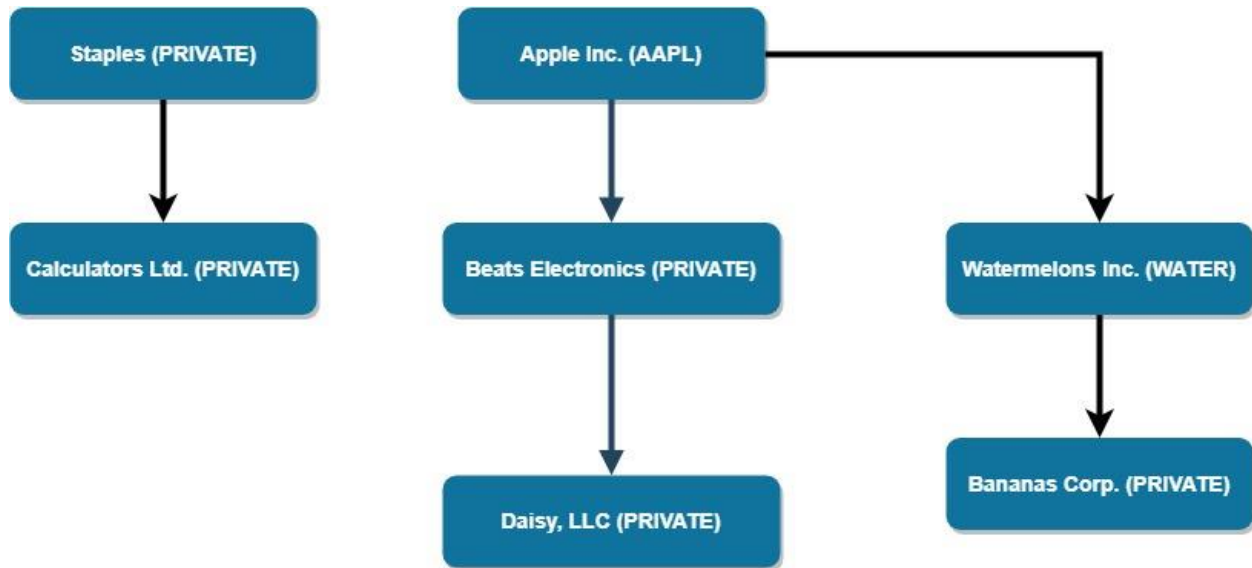 Staples (PRIVATE)
Apple Inc. (AAPL)
Calculators Ltd. (PRIVATE)
Beats Electronics (PRIVATE)
Watermelons Inc. (WATER)
Bananas Corp. (PRIVATE)
Daisy, LLC (PRIVATE)